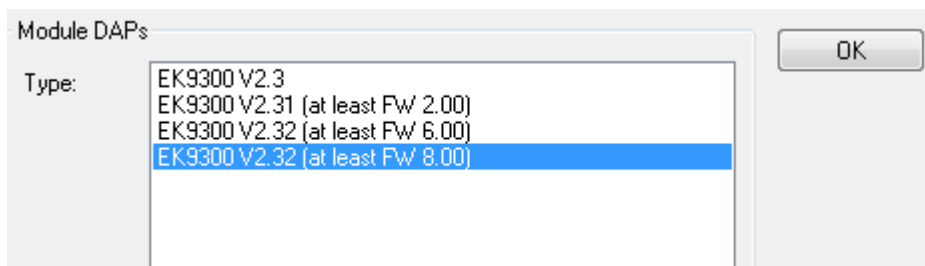 Module DAPs
OK
Type:
EK9300 V2.3
EK9300 V2.31 (at least FW 2.00)
EK9300 V2.32 (at least FW 6.00)
EK9300 V2.32 (at least FW 8.00)